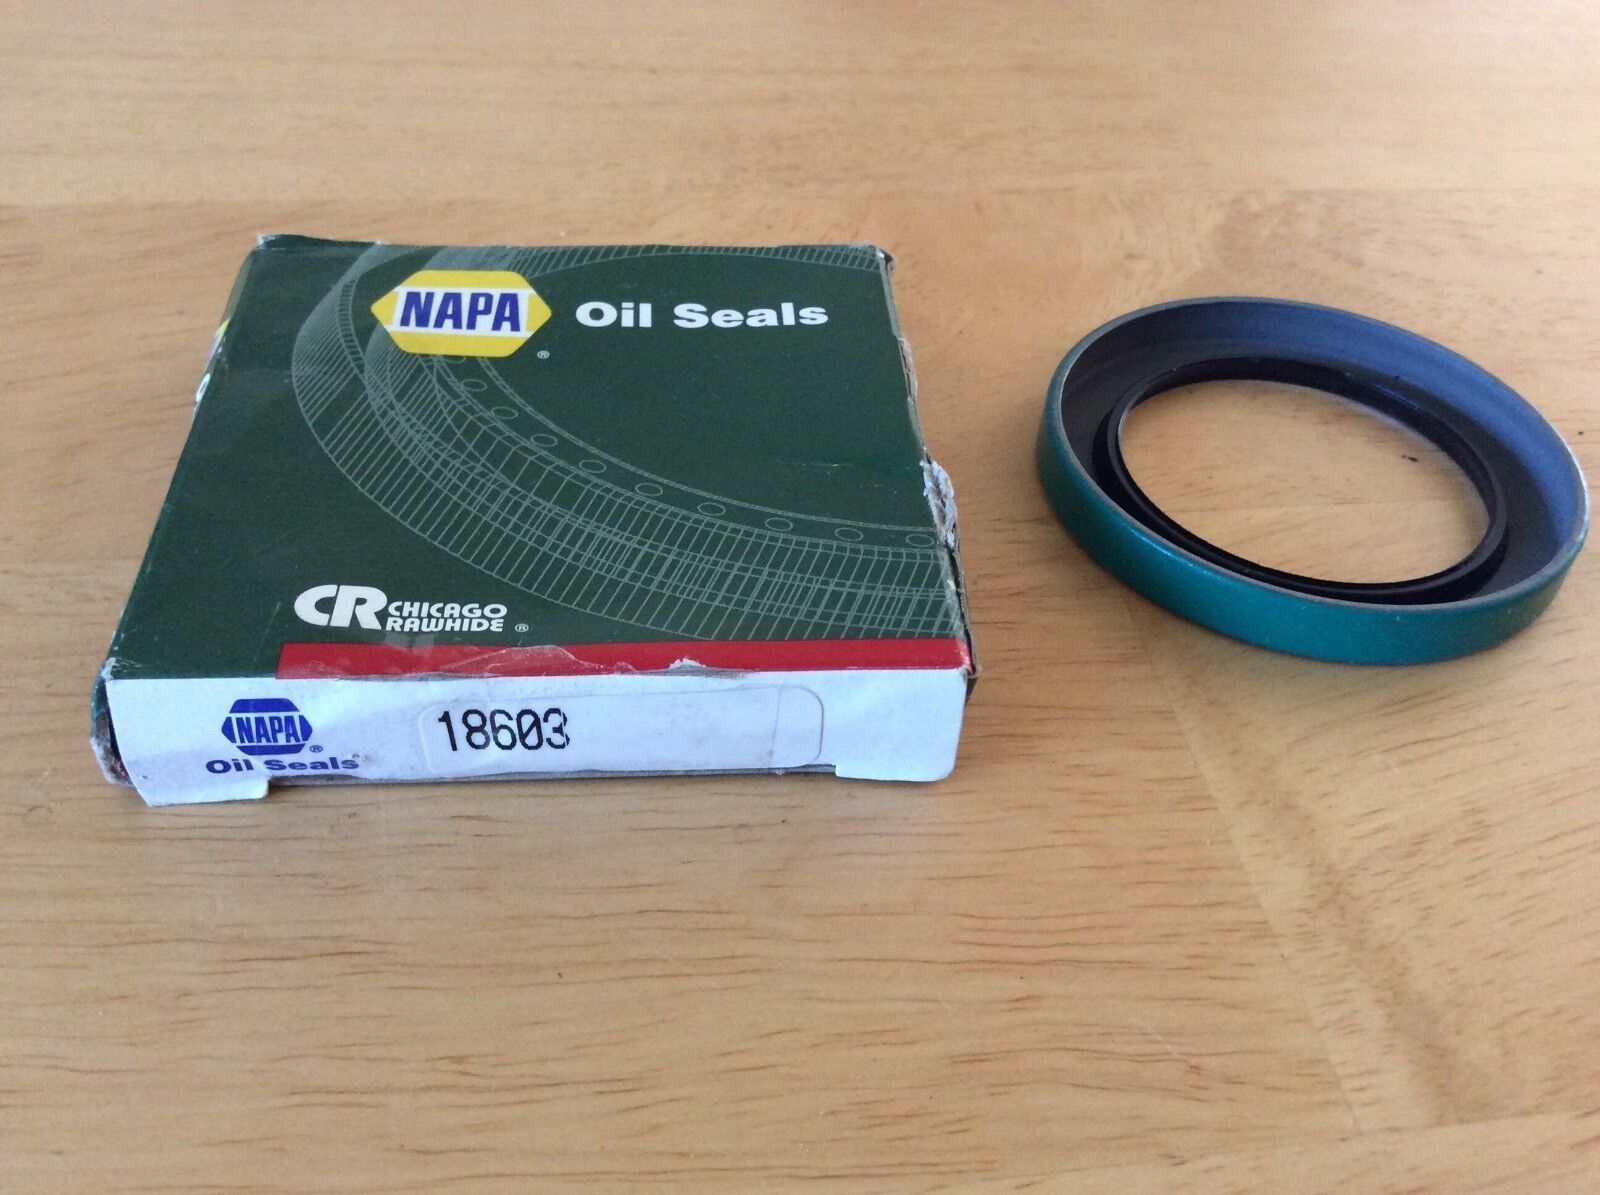 NAPA ® Oil Seals
CR CHICAGO
RAWHIDE ®
NAPA ®
Oil Seals
18603